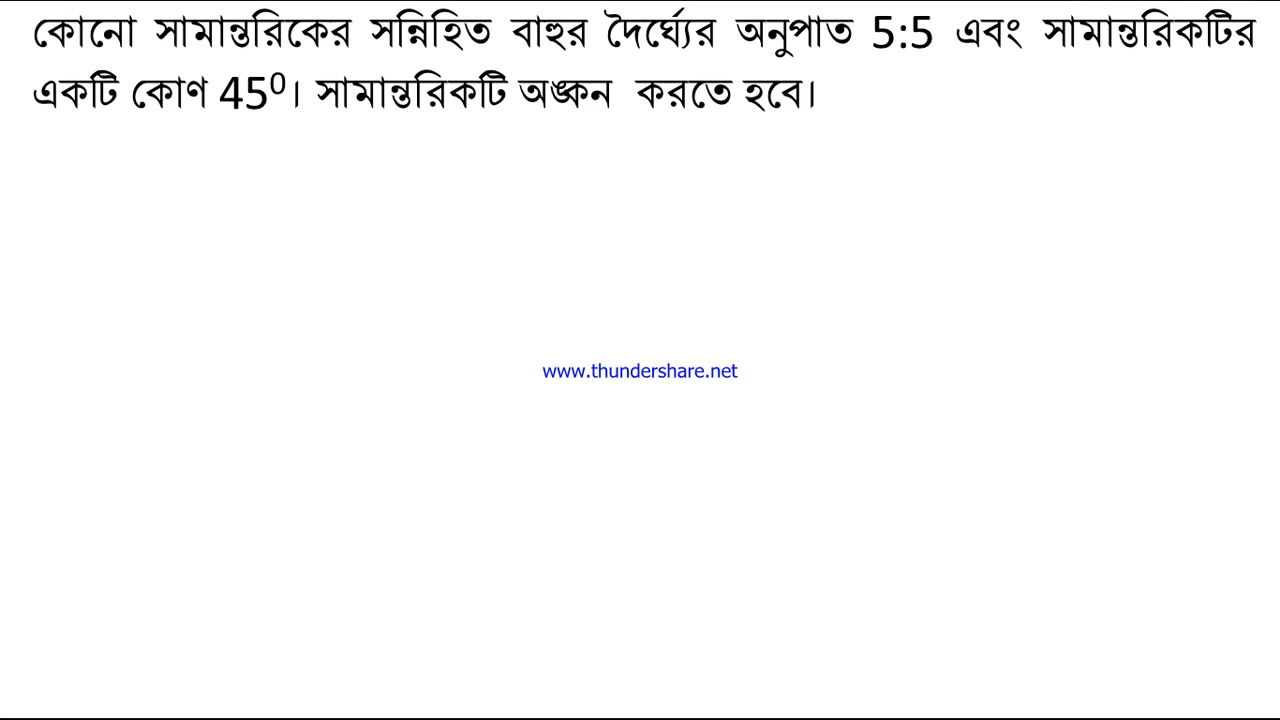 কোনো সামান্তরিকের সন্নিহিত বাহুর দৈর্ঘ্যের অনুপাত 5:5 এবং সামান্তরিকটির
একটি কোণ 45⁰। সামান্তরিকটি অঙ্কন করতে হবে।
www.thundershare.net